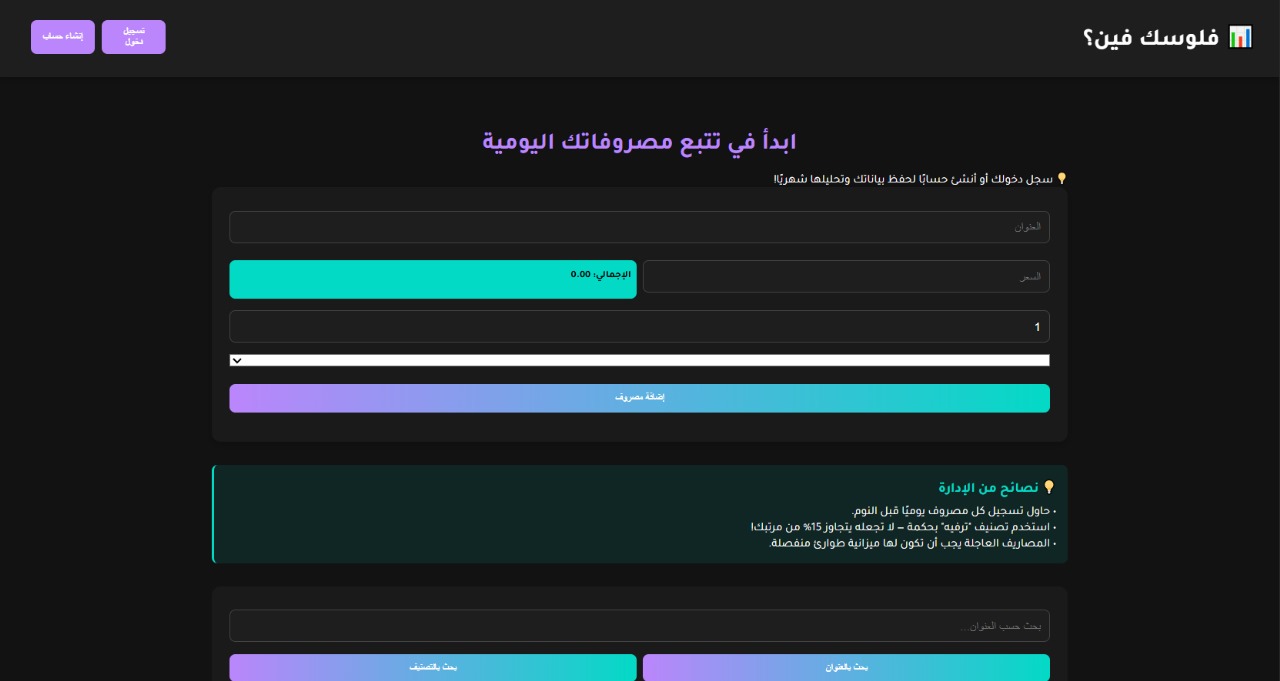 📊 فلوسك فين؟
تسجيل دخول
إنشاء حساب
ابدأ في تتبع مصروفاتك اليومية
💡 سجل دخولك أو أنشئ حسابًا لحفظ بياناتك وتحليلها شهريًا!
العنوان
السعر
الإجمالي: 0.00
1
إضافة مصروف
💡 نصائح من الإدارة
• حاول تسجيل كل مصروف يوميًا قبل النوم.
• استخدم تصنيف "ترفيه" بحكمة – لا تجعله يتجاوز 15% من مرتبك!
• المصاريف العاجلة يجب أن تكون لها ميزانية طوارئ منفصلة.
بحث حسب العنوان...
بحث بالعنوان
بحث بالتصنيف